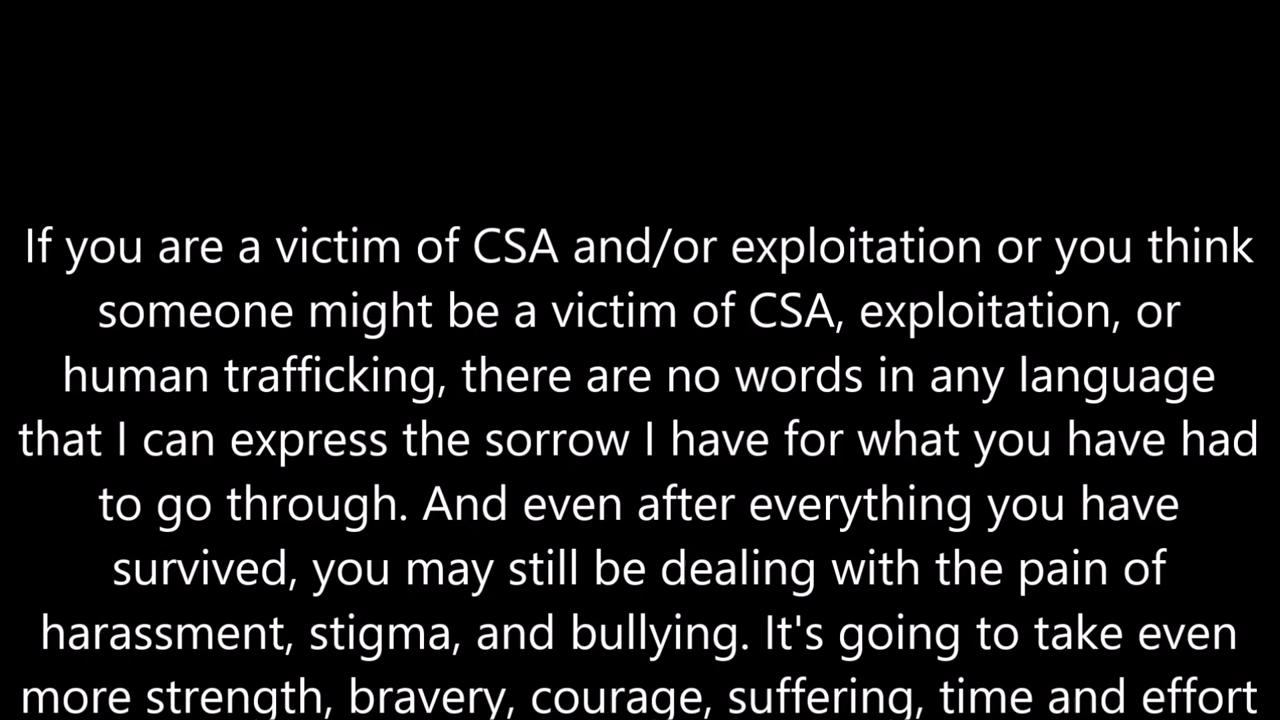 If you are a victim of CSA and/or exploitation or you think
someone might be a victim of CSA, exploitation, or
human trafficking, there are no words in any language
that I can express the sorrow I have for what you have had
to go through. And even after everything you have
survived, you may still be dealing with the pain of
harassment, stigma, and bullying. It's going to take even
more strength, bravery, courage, suffering, time and effort